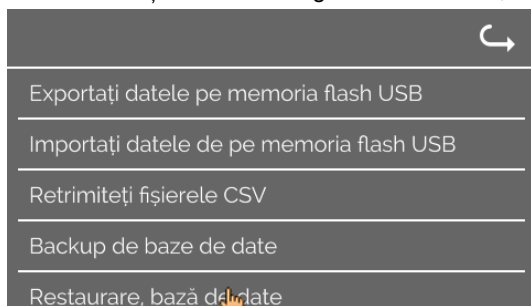 Exportați datele pe memoria flash USB
Importați datele de pe memoria flash USB
Retrimiteți fișierele CSV
Backup de baze de date
Restaurare, bază de date